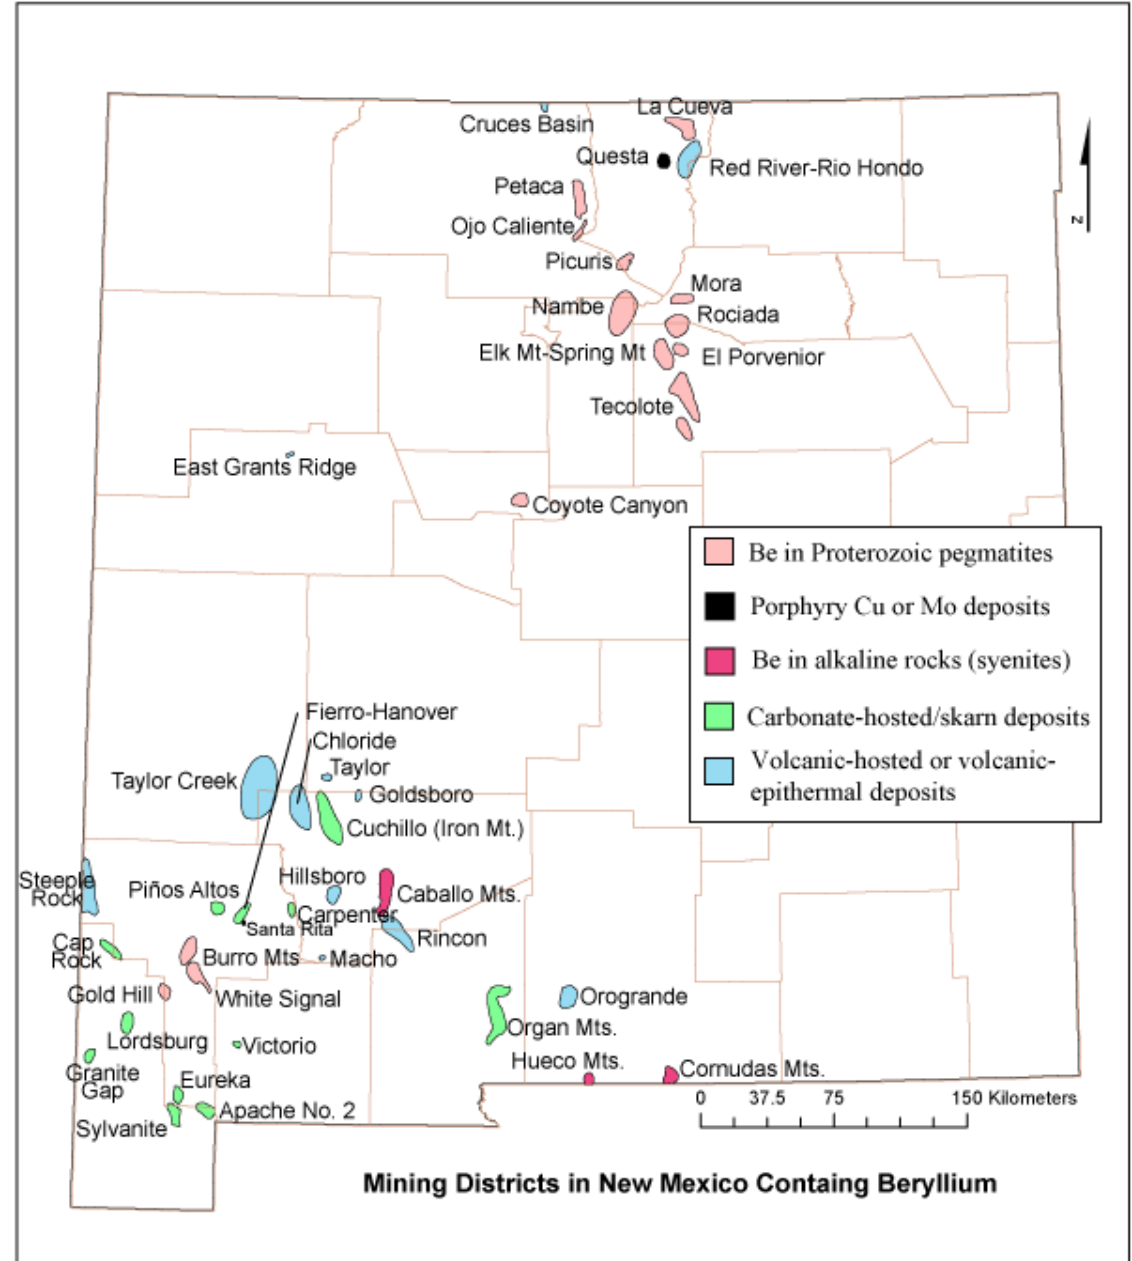 La Cueva
Cruces Basin
Questa
Red River-Rio Hondo
Petaca
Ojo Caliente
Picuris
Mora
Nambe
Rociada
Elk Mt-Spring Mt
El Porvenior
Tecolote
East Grants Ridge
Coyote Canyon
N
Be in Proterozoic pegmatites
Porphyry Cu or Mo deposits
Be in alkaline rocks (syenites)
Carbonate-hosted/skarn deposits
Volcanic-hosted or volcanic-
epithermal deposits
Fierro-Hanover
Chloride
Taylor
Taylor Creek
Goldsboro
Cuchillo (Iron Mt.)
Steeple
Rock
Piños Altos
Hillsboro
Caballo Mts.
Carpenter
Santa Rita
Rincon
Cap
Rock
Burro Mts
Macho
Gold Hill
White Signal
Orogrande
Organ Mts.
Lordsburg
Victorio
Hueco Mts.
Cornudas Mts.
Granite
Gap
Eureka
Apache No. 2
Sylvanite
0 37.5 75 150 Kilometers
Mining Districts in New Mexico Containg Beryllium